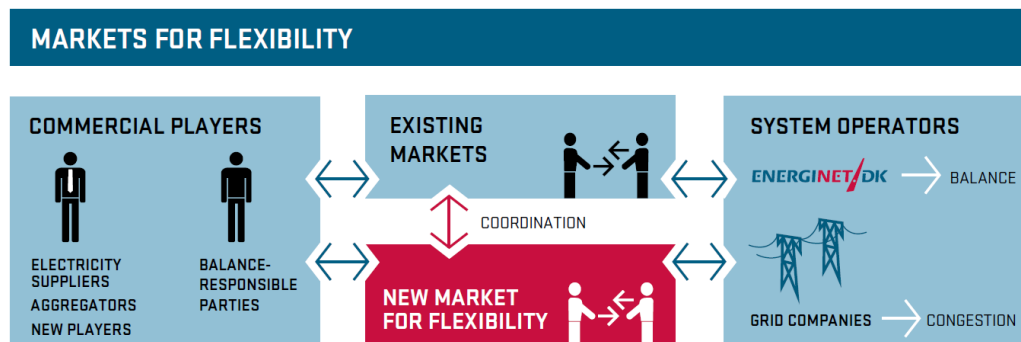 MARKETS FOR FLEXIBILITY
COMMERCIAL PLAYERS
ELECTRICITY
SUPPLIERS
AGGREGATORS
NEW PLAYERS
BALANCE-
RESPONSIBLE
PARTIES
EXISTING
MARKETS
COORDINATION
NEW MARKET
FOR FLEXIBILITY
SYSTEM OPERATORS
ENERGINET/DK
BALANCE
GRID COMPANIES
CONGESTION